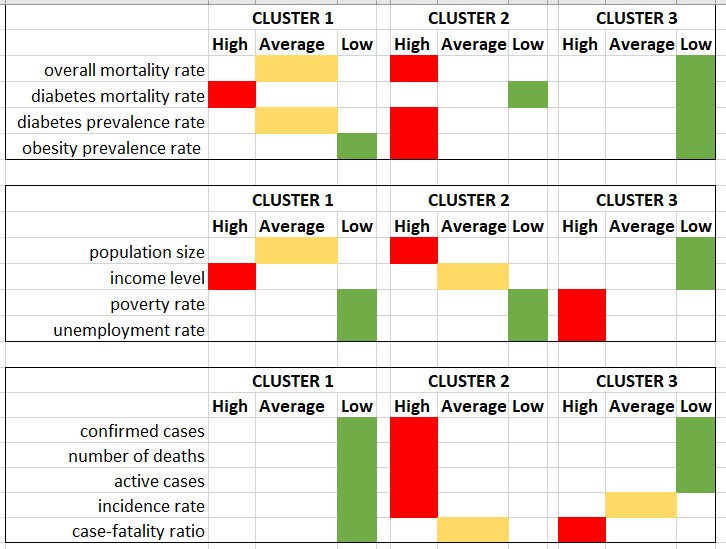 CLUSTER 1 CLUSTER 2 CLUSTER 3
High Average Low High Average Low High Average Low
overall mortality rate
diabetes mortality rate
diabetes prevalence rate
obesity prevalence rate
CLUSTER 1 CLUSTER 2 CLUSTER 3
High Average Low High Average Low High Average Low
population size
income level
poverty rate
unemployment rate
CLUSTER 1 CLUSTER 2 CLUSTER 3
High Average Low High Average Low High Average Low
confirmed cases
number of deaths
active cases
incidence rate
case-fatality ratio